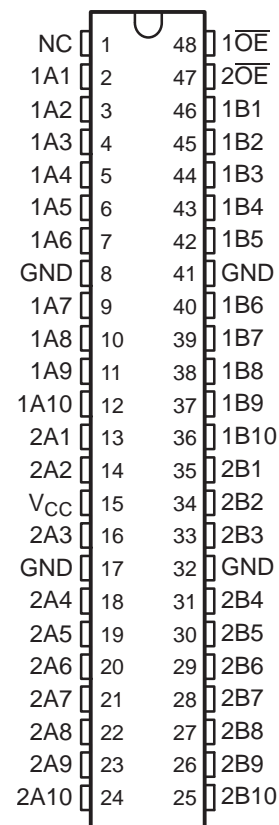 NC 1 48 1O̅E̅
1A1 2 47 2O̅E̅
1A2 3 46 1B1
1A3 4 45 1B2
1A4 5 44 1B3
1A5 6 43 1B4
1A6 7 42 1B5
GND 8 41 GND
1A7 9 40 1B6
1A8 10 39 1B7
1A9 11 38 1B8
1A10 12 37 1B9
2A1 13 36 1B10
2A2 14 35 2B1
VCC 15 34 2B2
2A3 16 33 2B3
GND 17 32 GND
2A4 18 31 2B4
2A5 19 30 2B5
2A6 20 29 2B6
2A7 21 28 2B7
2A8 22 27 2B8
2A9 23 26 2B9
2A10 24 25 2B10